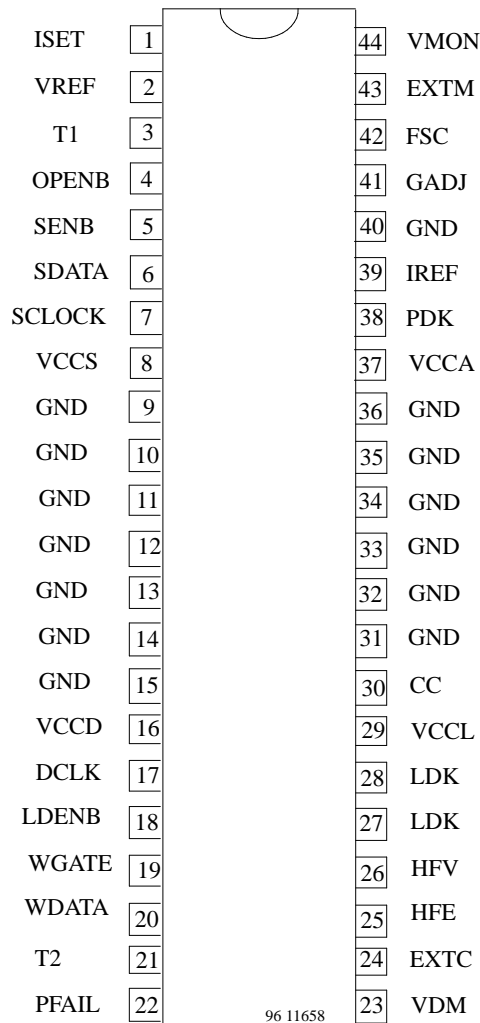 ISET 1 44 VMON
VREF 2 43 EXTM
T1 3 42 FSC
OPENB 4 41 GADJ
SENB 5 40 GND
SDATA 6 39 IREF
SCLOCK 7 38 PDK
VCCS 8 37 VCCA
GND 9 36 GND
GND 10 35 GND
GND 11 34 GND
GND 12 33 GND
GND 13 32 GND
GND 14 31 GND
GND 15 30 CC
VCCD 16 29 VCCL
DCLK 17 28 LDK
LDENB 18 27 LDK
WGATE 19 26 HFV
WDATA 20 25 HFE
T2 21 24 EXTC
PFAIL 22 23 VDM
96 11658